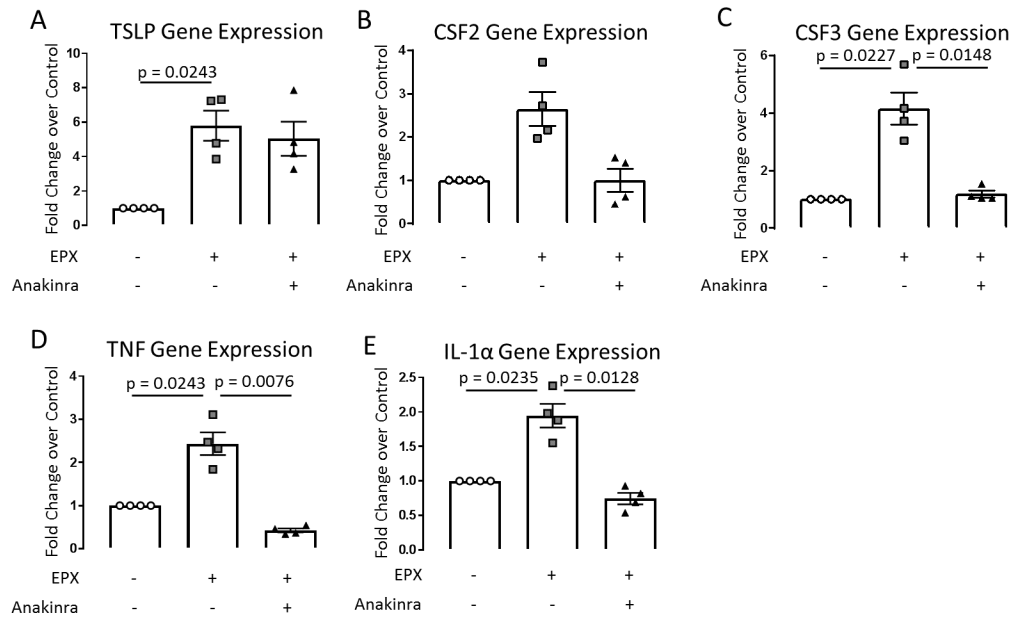 A
TSLP Gene Expression
Fold Change over Control
10
8
6
4
2
0
p = 0.0243
EPX - + +
Anakinra - - +
B
CSF2 Gene Expression
Fold Change over Control
4
3
2
1
0
EPX - + +
Anakinra - - +
C
CSF3 Gene Expression
Fold Change over Control
6
4
2
0
p = 0.0227 p = 0.0148
EPX - + +
Anakinra - - +
D
TNF Gene Expression
Fold Change over Control
4
3
2
1
0
p = 0.0243 p = 0.0076
EPX - + +
Anakinra - - +
E
IL-1α Gene Expression
Fold Change over Control
2.5
2.0
1.5
1.0
0.5
0.0
p = 0.0235 p = 0.0128
EPX - + +
Anakinra - - +